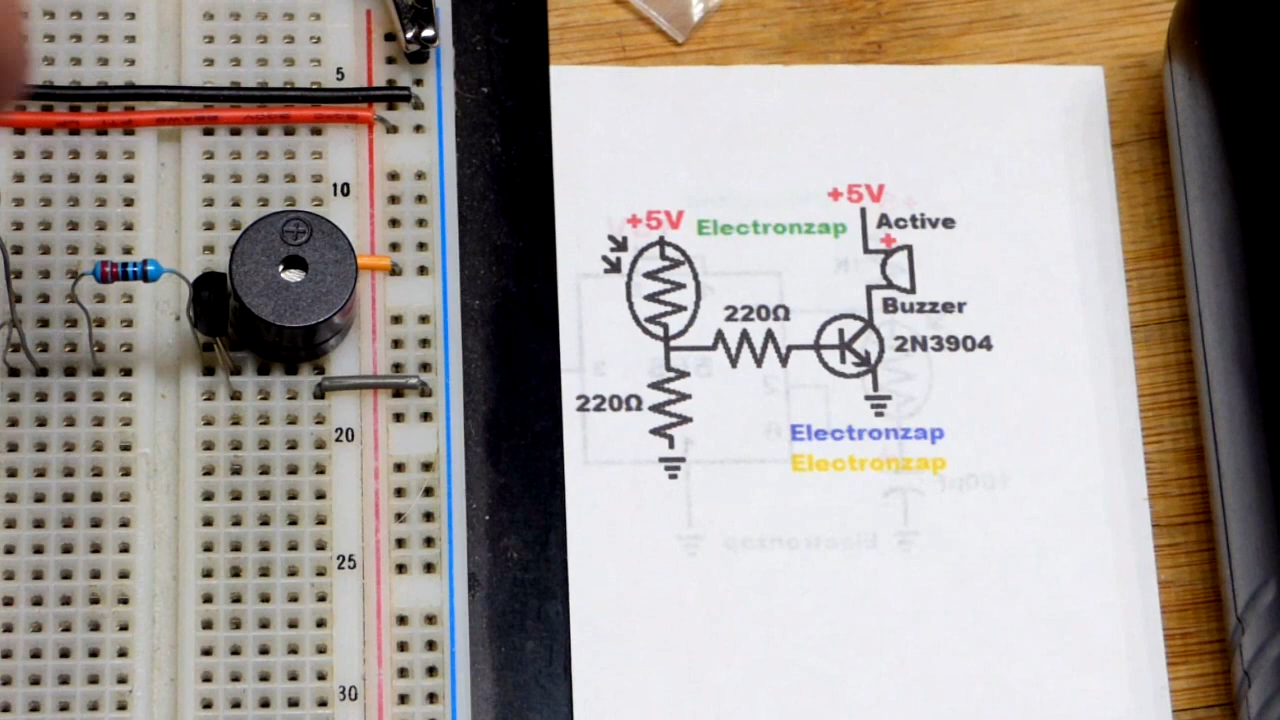 5
10
20
25
30
+5V
+5V
Electronzap
Active
+
Buzzer
220Ω
2N3904
220Ω
Electronzap
Electronzap